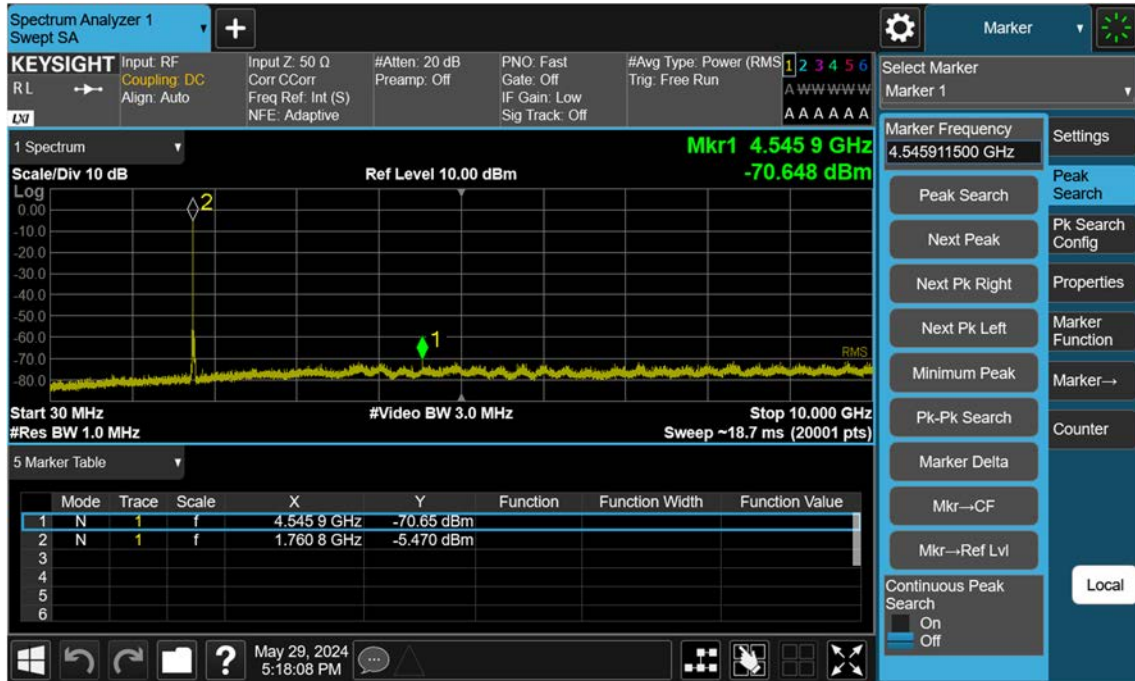 Spectrum Analyzer 1
Swept SA
+
Marker
KEYSIGHT
R L
LXI
Input: RF
Coupling: DC
Align: Auto
Input Z: 50 Ω
Corr CCorr
Freq Ref: Int (S)
NFE: Adaptive
#Atten: 20 dB
Preamp: Off
PNO: Fast
Gate: Off
IF Gain: Low
Sig Track: Off
#Avg Type: Power (RMS
Trig: Free Run
1 2 3 4 5 6
A W W W W W
A A A A A A
Select Marker
Marker 1
1 Spectrum
Scale/Div 10 dB
Ref Level 10.00 dBm
Mkr1 4.545 9 GHz
-70.648 dBm
Log
0.00
-10.0
-20.0
-30.0
-40.0
-50.0
-60.0
-70.0
-80.0
2
1
RMS
Start 30 MHz
#Video BW 3.0 MHz
Stop 10.000 GHz
#Res BW 1.0 MHz
Sweep ~18.7 ms (20001 pts)
5 Marker Table
Mode Trace Scale X Y Function Function Width Function Value
1 N 1 f 4.545 9 GHz -70.65 dBm
2 N 1 f 1.760 8 GHz -5.470 dBm
3
4
5
6
Marker Frequency
4.545911500 GHz
Peak Search
Next Peak
Next Pk Right
Next Pk Left
Minimum Peak
Pk-Pk Search
Marker Delta
Mkr→CF
Mkr→Ref Lvl
Continuous Peak
Search
On
Off
Settings
Peak
Search
Pk Search
Config
Properties
Marker
Function
Marker→
Counter
Local
?
May 29, 2024
5:18:08 PM